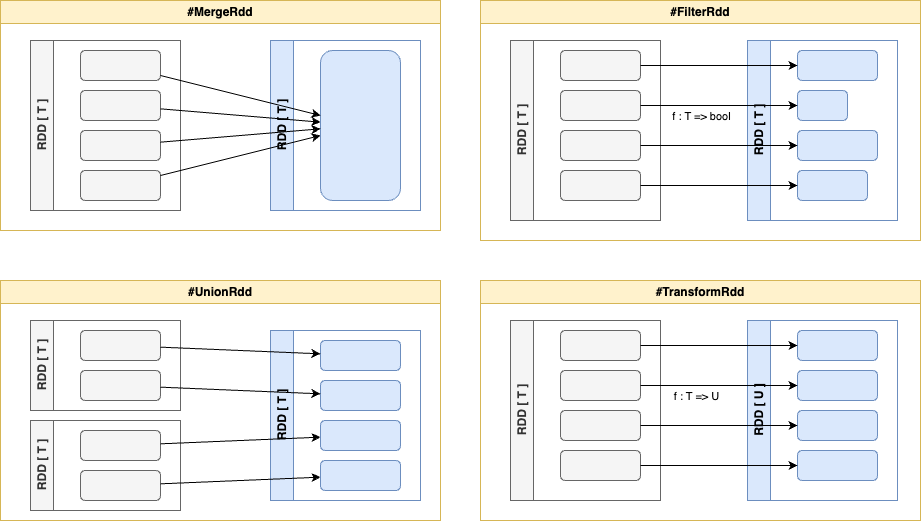 #MergeRdd
RDD [ T ]
RDD [ T ]
#FilterRdd
RDD [ T ]
f : T => bool
RDD [ T ]
#UnionRdd
RDD [ T ]
RDD [ T ]
RDD [ T ]
#TransformRdd
RDD [ T ]
f : T => U
RDD [ U ]